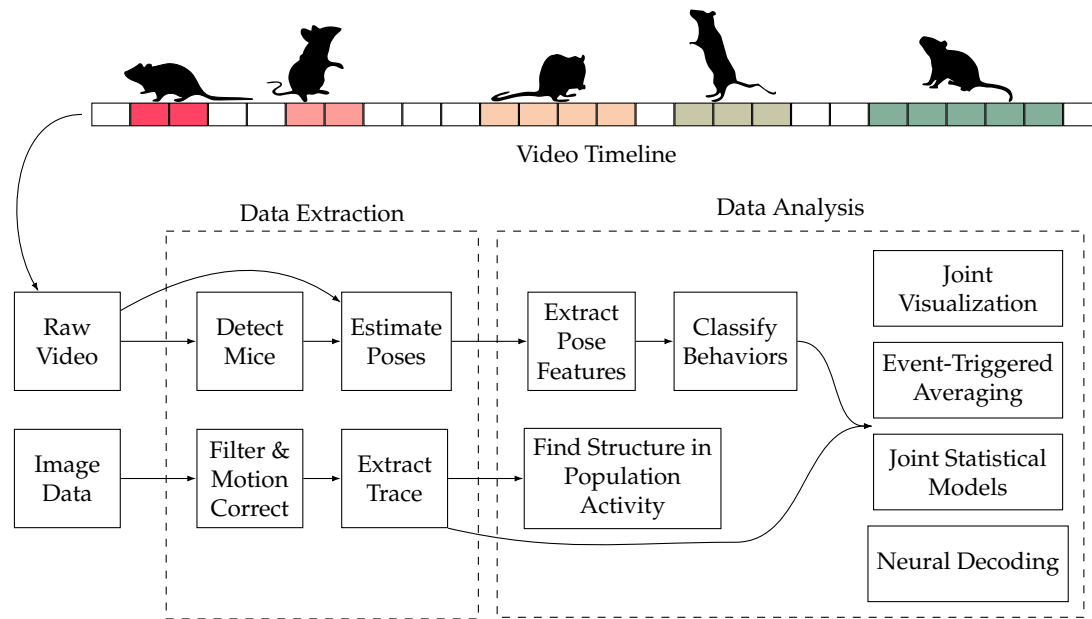 Video Timeline
Data Extraction
Data Analysis
Raw
Video
Detect
Mice
Estimate
Poses
Extract
Pose
Features
Classify
Behaviors
Joint
Visualization
Event-Triggered
Averaging
Image
Data
Filter &
Motion
Correct
Extract
Trace
Find Structure in
Population
Activity
Joint Statistical
Models
Neural Decoding